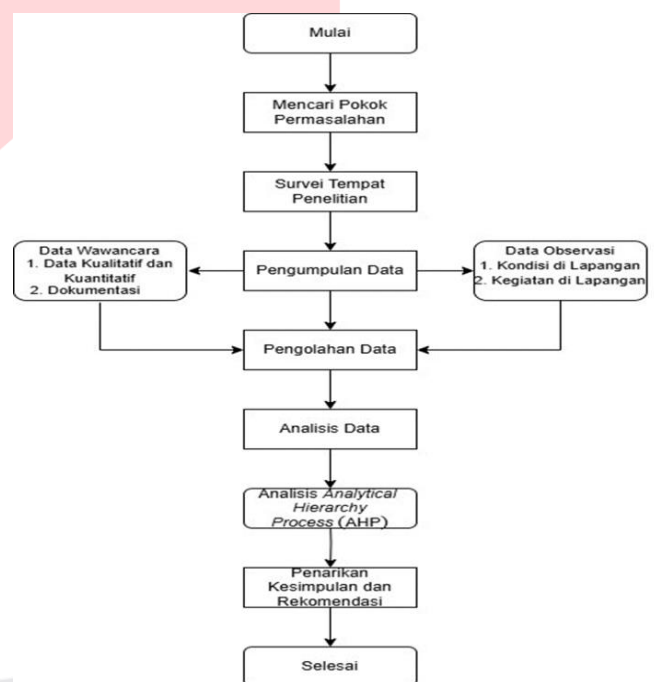 Mulai
Mencari Pokok
Permasalahan
Survei Tempat
Penelitian
Data Wawancara
1. Data Kualitatif dan
Kuantitatif
2. Dokumentasi
Pengumpulan Data
Data Observasi
1. Kondisi di Lapangan
2. Kegiatan di Lapangan
Pengolahan Data
Analisis Data
Analisis Analytical
Hierarchy
Process (AHP)
Penarikan
Kesimpulan dan
Rekomendasi
Selesai